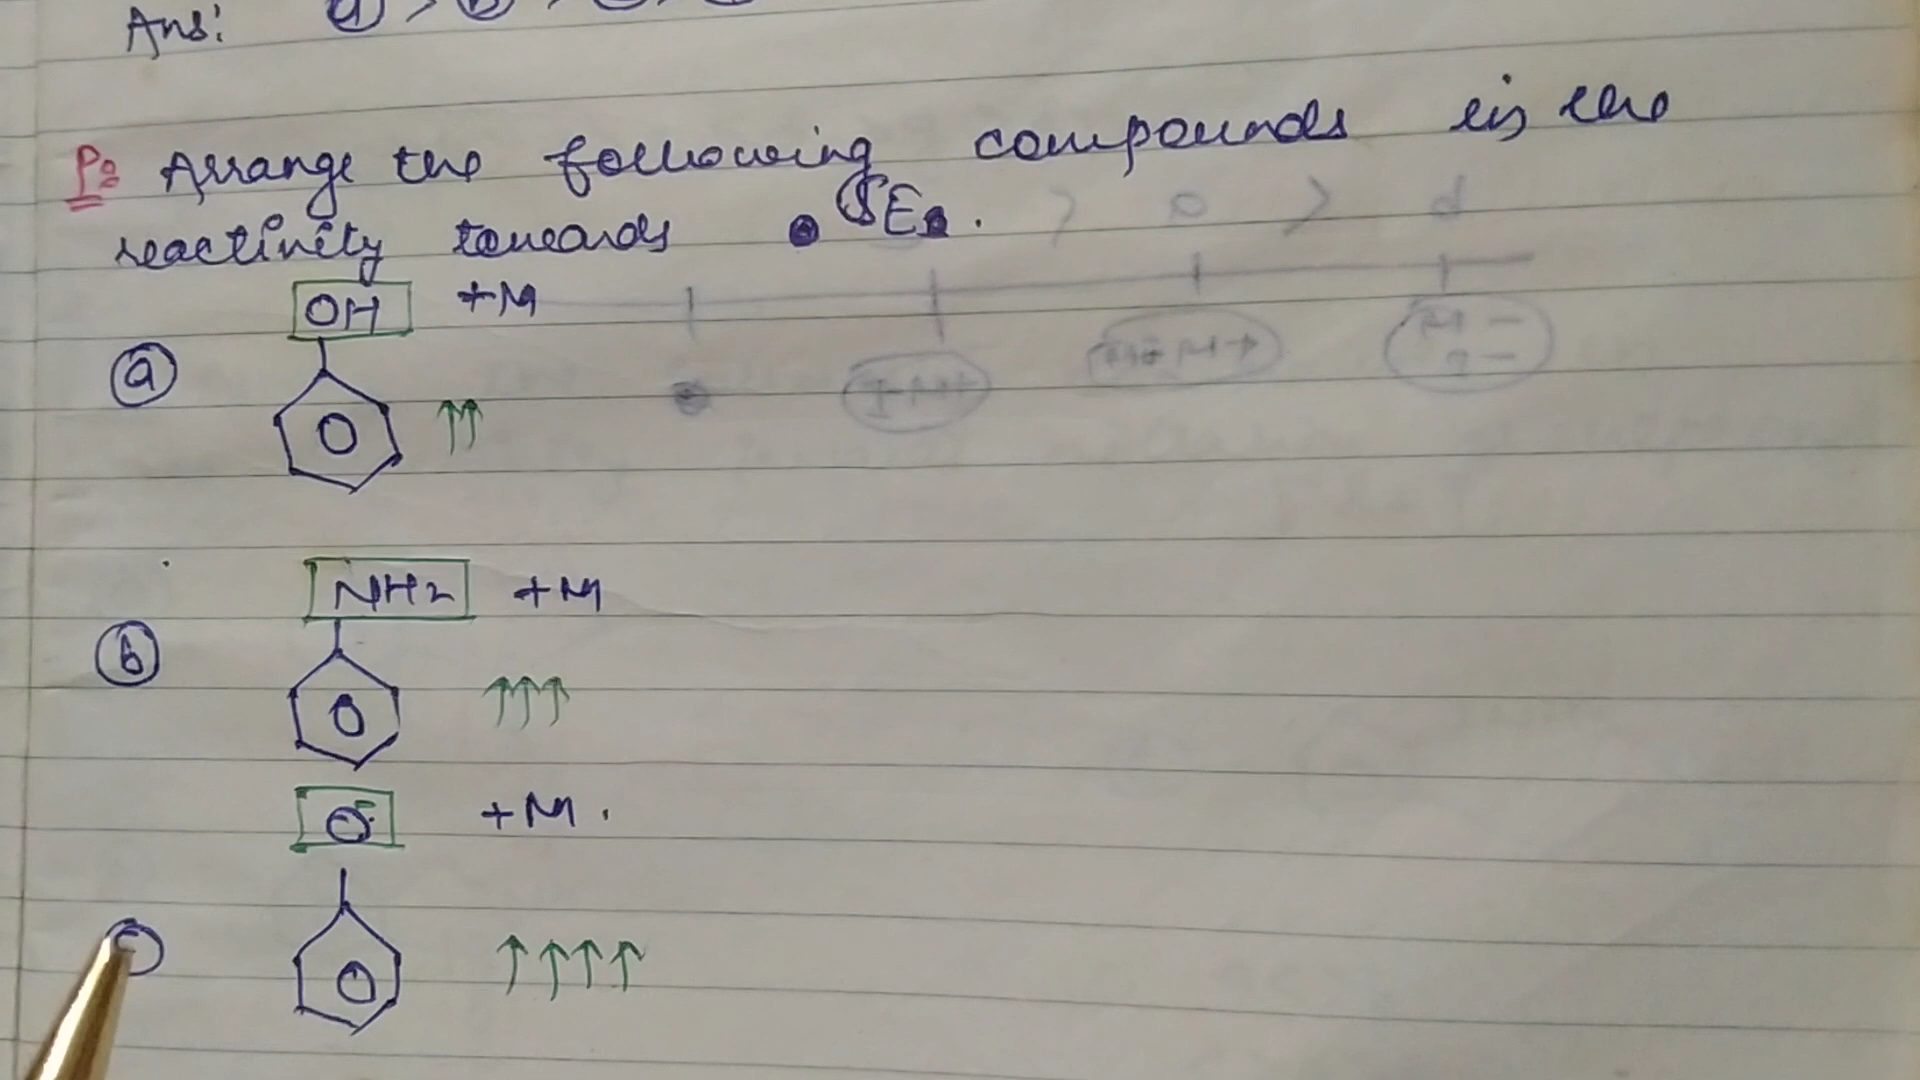 Ans:
P: Arrange the following compounds in the
reactivity towards SE.
OH +M
a
NH2 +M
b
O- +M.